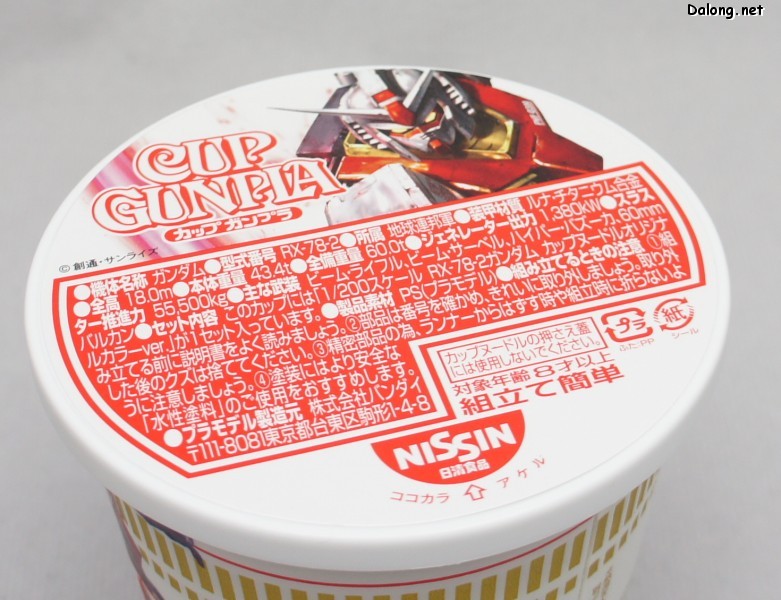 Dalong.net
CUP
GUNPLA
カップガンプラ
© 創通・サンライズ
●機体名称 ガンダム●型式番号 RX-78-2●所属 地球連邦軍●装甲材質 ルナ・チタニウム合金
●全高 18.0m●本体重量 43.4t●全備重量 60.0t●ジェネレーター出力 1,380kW●スラス
ター推進力 55,500kg●主な武装 ビーム・ライフル、ビーム・サーベル、ハイパー・バズーカ、60mm
バルカン●セット内容 このカップには1/200スケール RX-78-2ガンダム、カップヌードルオリジナ
ルカラーver.」が1セット入っています。●製品素材 PS(プラモデル)●組み立てるときの注意 ①組
み立てる前に説明書をよく読みましょう。②部品は番号を確かめ、きれいに取り外しましょう。取り外
した後のクズは捨ててください。③精密部品の為、ランナーからはずす時や組立時に折らないよ
うに注意しましょう。④塗装にはより安全な
「水性塗料」のご使用をおすすめします。
●プラモデル製造元 株式会社バンダイ
〒111-8081東京都台東区駒形1-4-8
カップヌードルの押さえ蓋
には使用しないでください。
対象年齢8才以上
組立て簡単
プラ
ふた:PP
紙
シール
NISSIN
日清食品
ココカラ アケル